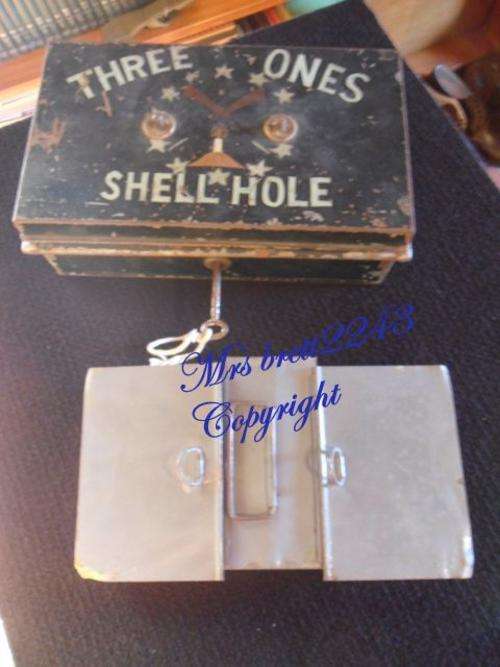 THREE ONES
SHELL HOLE
Mrs brett2243
Copyright